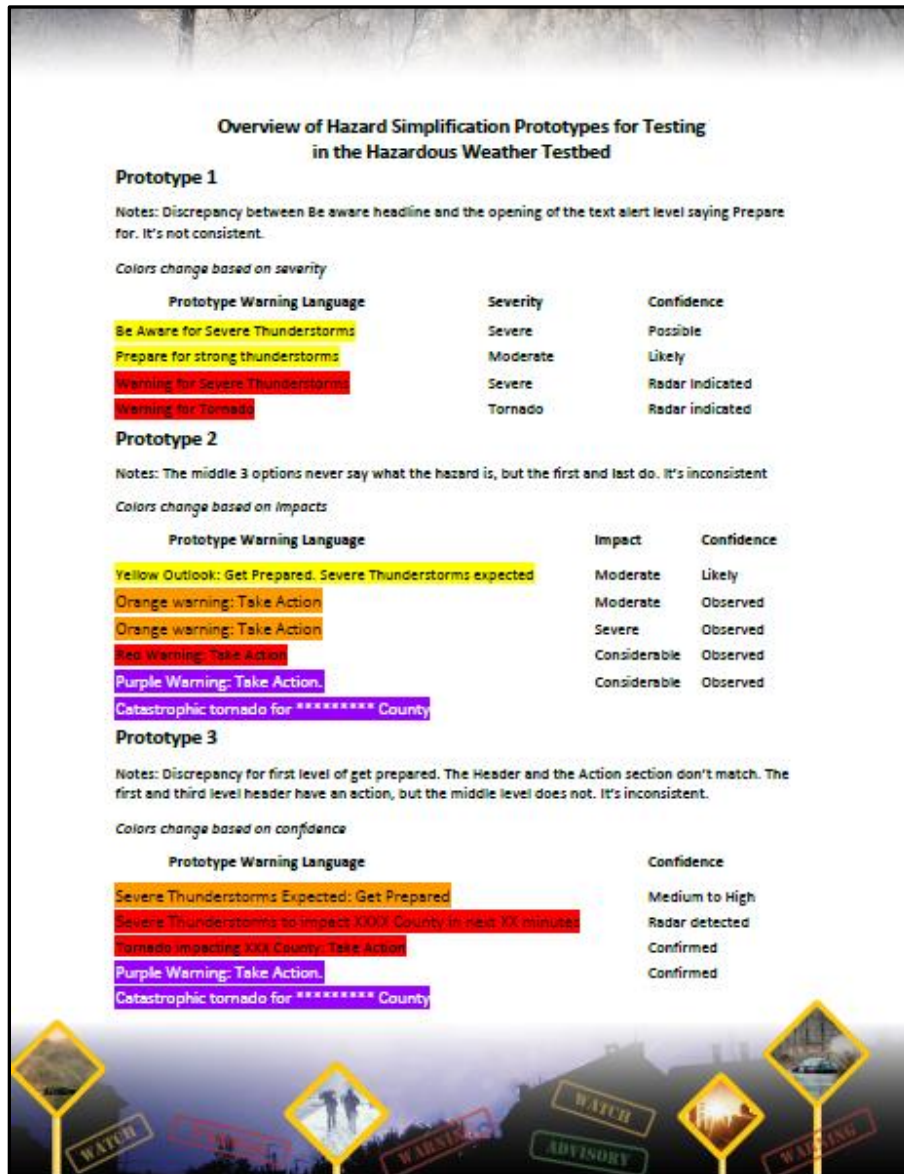 Overview of Hazard Simplification Prototypes for Testing
in the Hazardous Weather Testbed
Prototype 1
Notes: Discrepancy between Be aware headline and the opening of the text alert level saying Prepare
for. It's not consistent.
Colors change based on severity
Prototype Warning Language Severity Confidence
Be Aware for Severe Thunderstorms Severe Possible
Prepare for strong thunderstorms Moderate Likely
Warning for Severe Thunderstorms Severe Radar Indicated
Warning for Tornado Tornado Radar indicated
Prototype 2
Notes: The middle 3 options never say what the hazard is, but the first and last do. It's inconsistent
Colors change based on Impacts
Prototype Warning Language Impact Confidence
Yellow Outlook: Get Prepared. Severe Thunderstorms expected Moderate Likely
Orange warning: Take Action Moderate Observed
Orange warning: Take Action Severe Observed
Red Warning: Take Action Considerable Observed
Purple Warning: Take Action. Considerable Observed
Catastrophic tornado for ********* County
Prototype 3
Notes: Discrepancy for first level of get prepared. The Header and the Action section don't match. The
first and third level header have an action, but the middle level does not. It's inconsistent.
Colors change based on confidence
Prototype Warning Language Confidence
Severe Thunderstorms Expected: Get Prepared Medium to High
Severe Thunderstorms to impact XXXX County in next XX minutes Radar detected
Tornado impacting XXX County: Take Action Confirmed
Purple Warning: Take Action. Confirmed
Catastrophic tornado for ********* County
WATCH
WARNING
WATCH
ADVISORY
WARNING